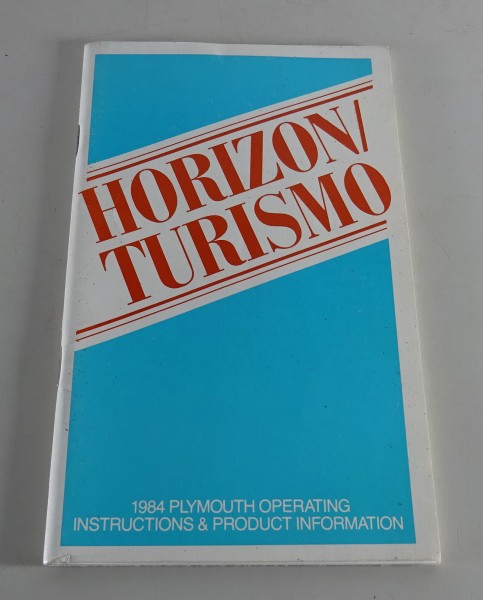 HORIZON/
TURISMO
1984 PLYMOUTH OPERATING
INSTRUCTIONS & PRODUCT INFORMATION